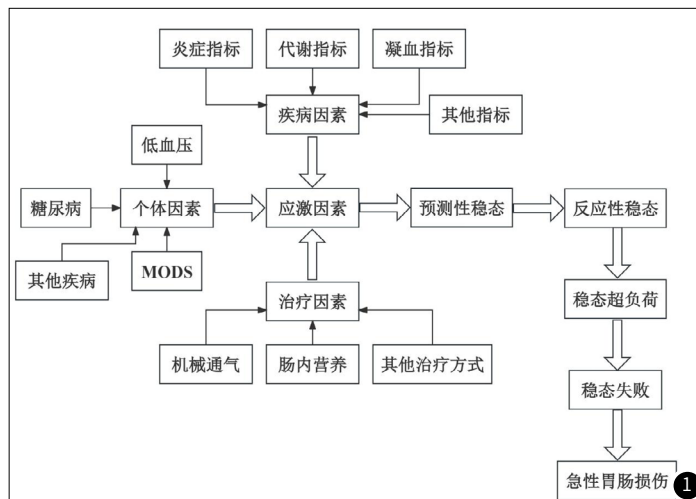 炎症指标
代谢指标
凝血指标
疾病因素
其他指标
低血压
糖尿病
个体因素
应激因素
预测性稳态
反应性稳态
其他疾病
MODS
治疗因素
稳态超负荷
机械通气
肠内营养
其他治疗方式
稳态失败
急性胃肠损伤
1